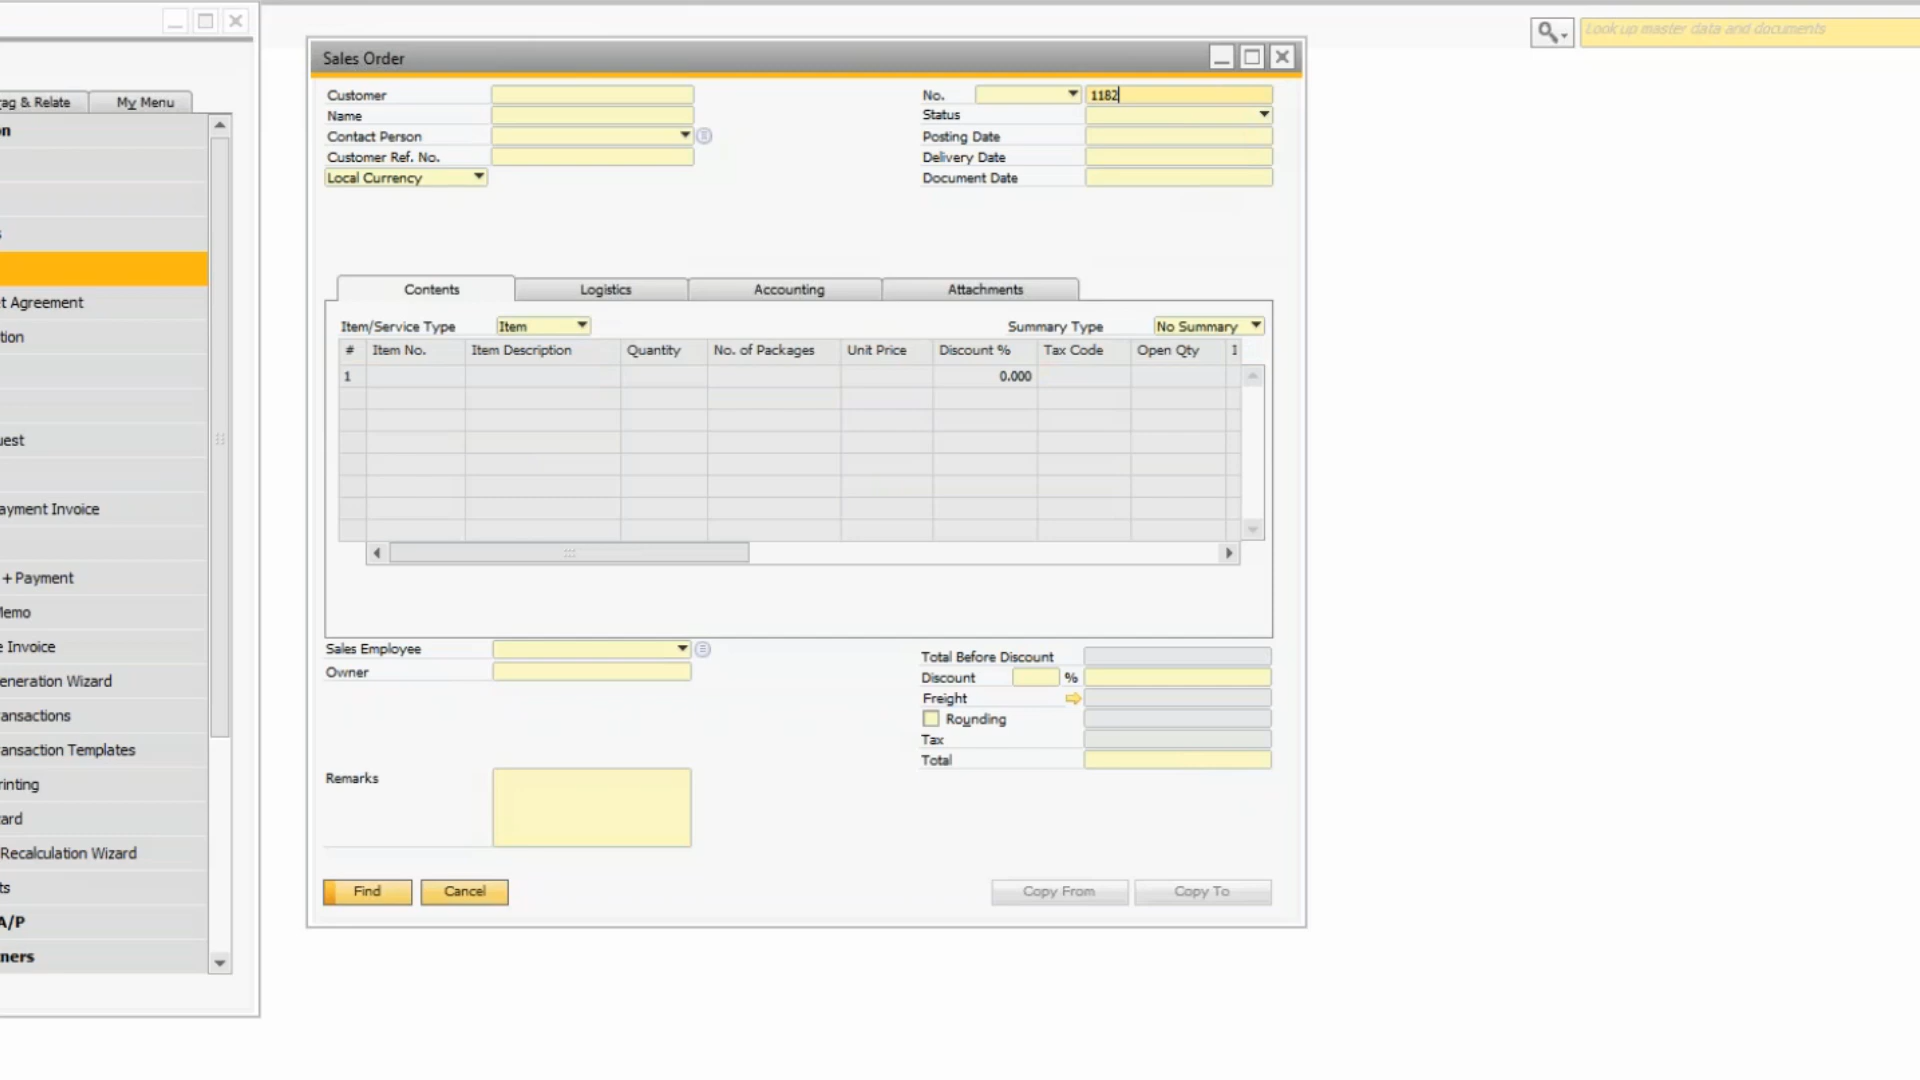 Look up master data and documents
ag & Relate
My Menu
on
s
t Agreement
tion
uest
ayment Invoice
+ Payment
Memo
e Invoice
eneration Wizard
ansactions
ansaction Templates
rinting
ard
Recalculation Wizard
ts
A/P
ners
Sales Order
Customer
Name
Contact Person
Customer Ref. No.
Local Currency
No. 1182
Status
Posting Date
Delivery Date
Document Date
Contents Logistics Accounting Attachments
Item/Service Type Item Summary Type No Summary
# Item No. Item Description Quantity No. of Packages Unit Price Discount % Tax Code Open Qty
1 0.000
Sales Employee
Owner
Remarks
Total Before Discount
Discount %
Freight
Rounding
Tax
Total
Find Cancel Copy From Copy To